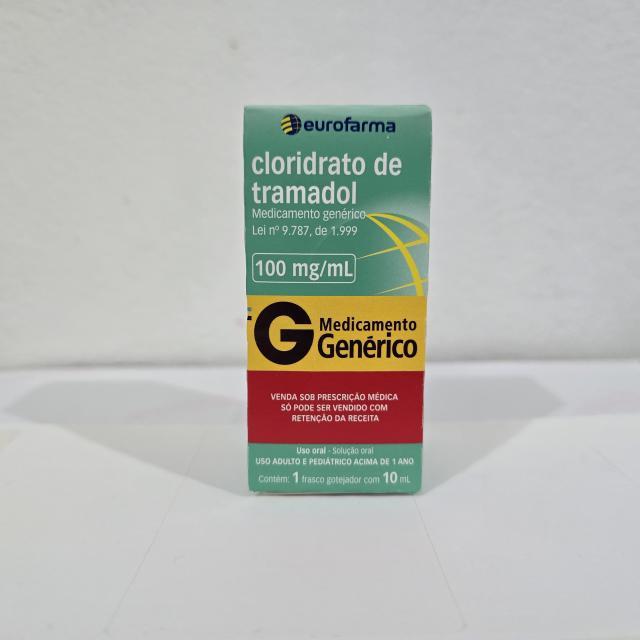 eurofarma
cloridrato de
tramadol
Medicamento genérico
Lei nº 9.787, de 1.999
100 mg/mL
G Medicamento
Genérico
VENDA SOB PRESCRIÇÃO MÉDICA
SÓ PODE SER VENDIDO COM
RETENÇÃO DA RECEITA
Uso oral - Solução oral
USO ADULTO E PEDIÁTRICO ACIMA DE 1 ANO
Contém: 1 frasco gotejador com 10 mL